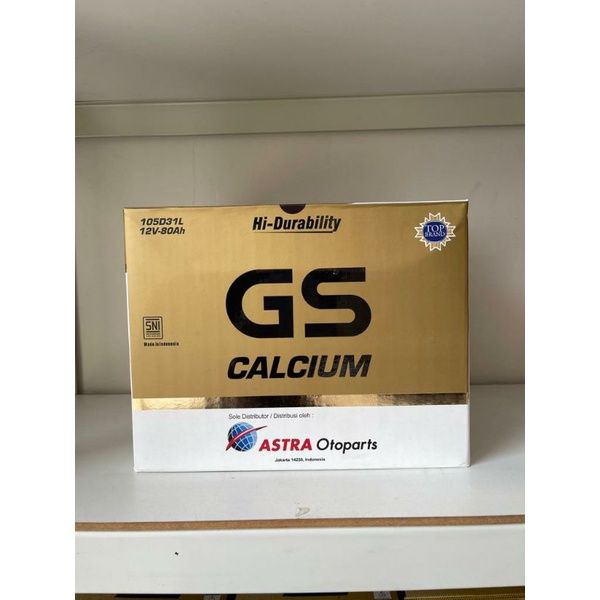 105D31L
12V-80Ah
Hi-Durability
TOP
BRAND
GS
CALCIUM
SNI
Made in Indonesia
Sole Distributor / Distribusi oleh :
ASTRA Otoparts
Jakarta 14250, Indonesia